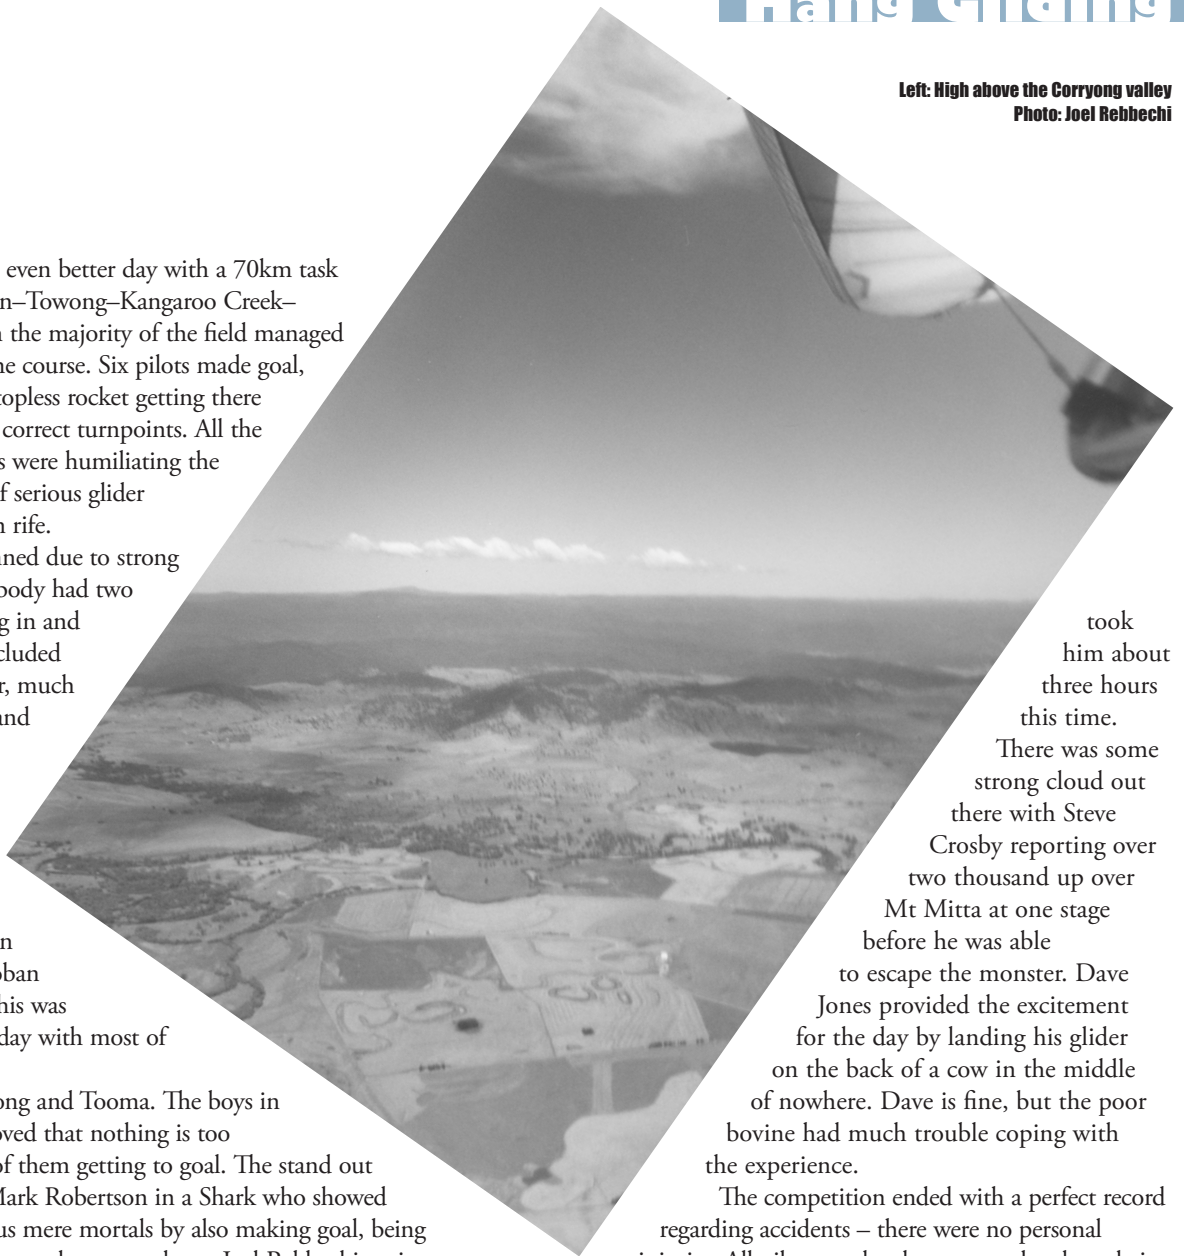 Hang Gliding
Left: High above the Corryong valley
Photo: Joel Rebbechi
even better day with a 70km task
n–Towong–Kangaroo Creek–
the majority of the field managed
course. Six pilots made goal,
topless rocket getting there
correct turnpoints. All the
s were humiliating the
f serious glider
rife.
nned due to strong
body had two
g in and
cluded
r, much
and
n
oban
his was
day with most of
ong and Tooma. The boys in
oved that nothing is too
of them getting to goal. The stand out
Mark Robertson in a Shark who showed
us mere mortals by also making goal, being
took
him about
three hours
this time.
There was some
strong cloud out
there with Steve
Crosby reporting over
two thousand up over
Mt Mitta at one stage
before he was able
to escape the monster. Dave
Jones provided the excitement
for the day by landing his glider
on the back of a cow in the middle
of nowhere. Dave is fine, but the poor
bovine had much trouble coping with
the experience.
The competition ended with a perfect record
regarding accidents – there were no personal